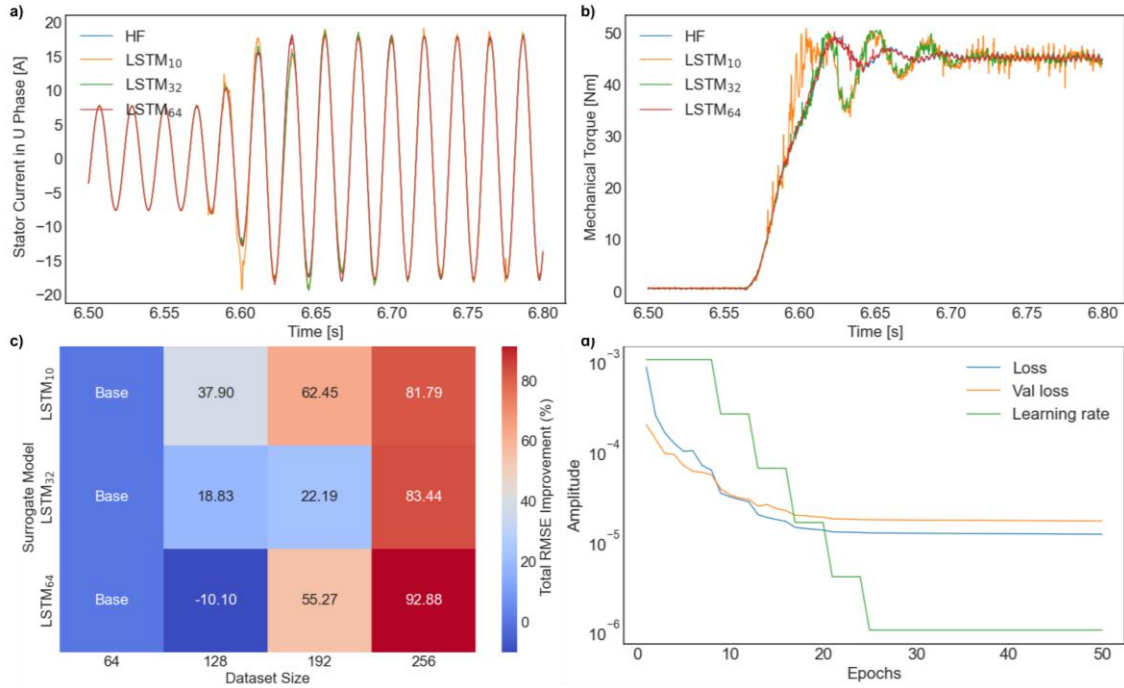 a)
Stator Current in U Phase [A]
20
15
10
5
0
−5
−10
−15
−20
HF
LSTM10
LSTM32
LSTM64
6.50 6.55 6.60 6.65 6.70 6.75 6.80
Time [s]
b)
Mechanical Torque [Nm]
50
40
30
20
10
0
HF
LSTM10
LSTM32
LSTM64
6.50 6.55 6.60 6.65 6.70 6.75 6.80
Time [s]
c)
Surrogate Model
LSTM10
Base 37.90 62.45 81.79
LSTM32
Base 18.83 22.19 83.44
LSTM64
Base -10.10 55.27 92.88
64 128 192 256
Dataset Size
80
60
40
20
0
Total RMSE Improvement (%)
Amplitude
10−3
10−4
10−5
10−6
Loss
Val loss
Learning rate
0 10 20 30 40 50
Epochs